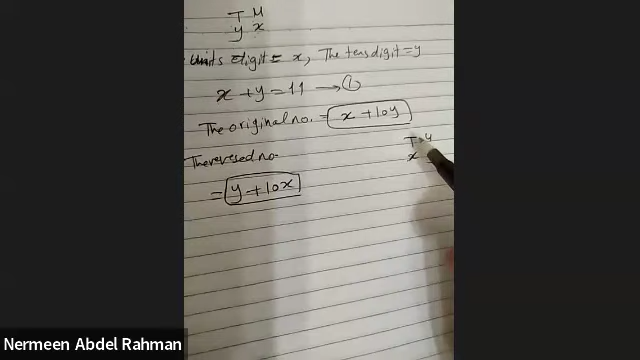 T U
y x
Units digit = x, The tens digit = y
x + y = 11 → ①
The original no. = x + 10y
T U
x
The reversed no.
= y + 10x
Nermeen Abdel Rahman